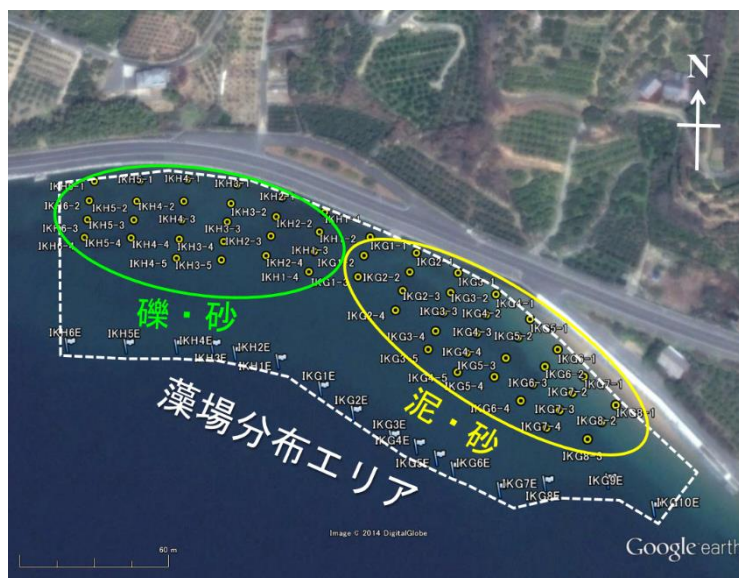 N
IKH5-1
IKH4-1
IKH3-1
IKH6-2
IKH5-2
IKH4-2
IKH6-3
IKH5-3
IKH4-3
IKH3-3
IKH2-2
IKH5-4
IKH4-4
IKH3-4
IKH2-3
IKH4-5
IKH3-5
IKH2-4
IKH1-4
IKG1-1
IKG1-3
IKG2-1
IKG2-2
IKG2-3
IKG2-4
IKG3-2
IKG3-3
IKG3-4
IKG4-1
IKG4-2
IKG4-3
IKG4-4
IKG4-5
IKG5-1
IKG5-2
IKG5-3
IKG5-4
IKG6-2
IKG6-3
IKG6-4
IKG7-1
IKG7-2
IKG7-3
IKG7-4
IKG8-1
IKG8-2
IKG8-3
礫・砂
泥・砂
IKH6E
IKH5E
IKH4E
IKH3E
IKH2E
IKH1E
IKG1E
IKG2E
IKG3E
IKG4E
IKG5E
IKG6E
IKG7E
IKG8E
IKG9E
IKG10E
藻場分布エリア
Image © 2014 DigitalGlobe
60 m
Google earth